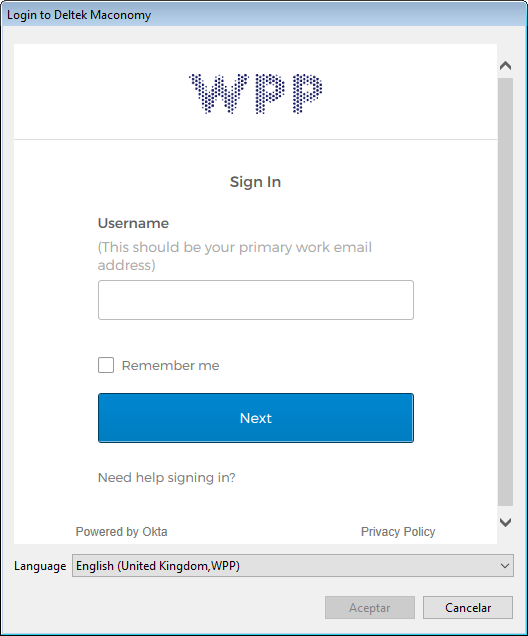 Login to Deltek Maconomy
WPP
Sign In
Username
(This should be your primary work email
address)
Remember me
Next
Need help signing in?
Powered by Okta
Privacy Policy
Language
English (United Kingdom,WPP)
Aceptar
Cancelar